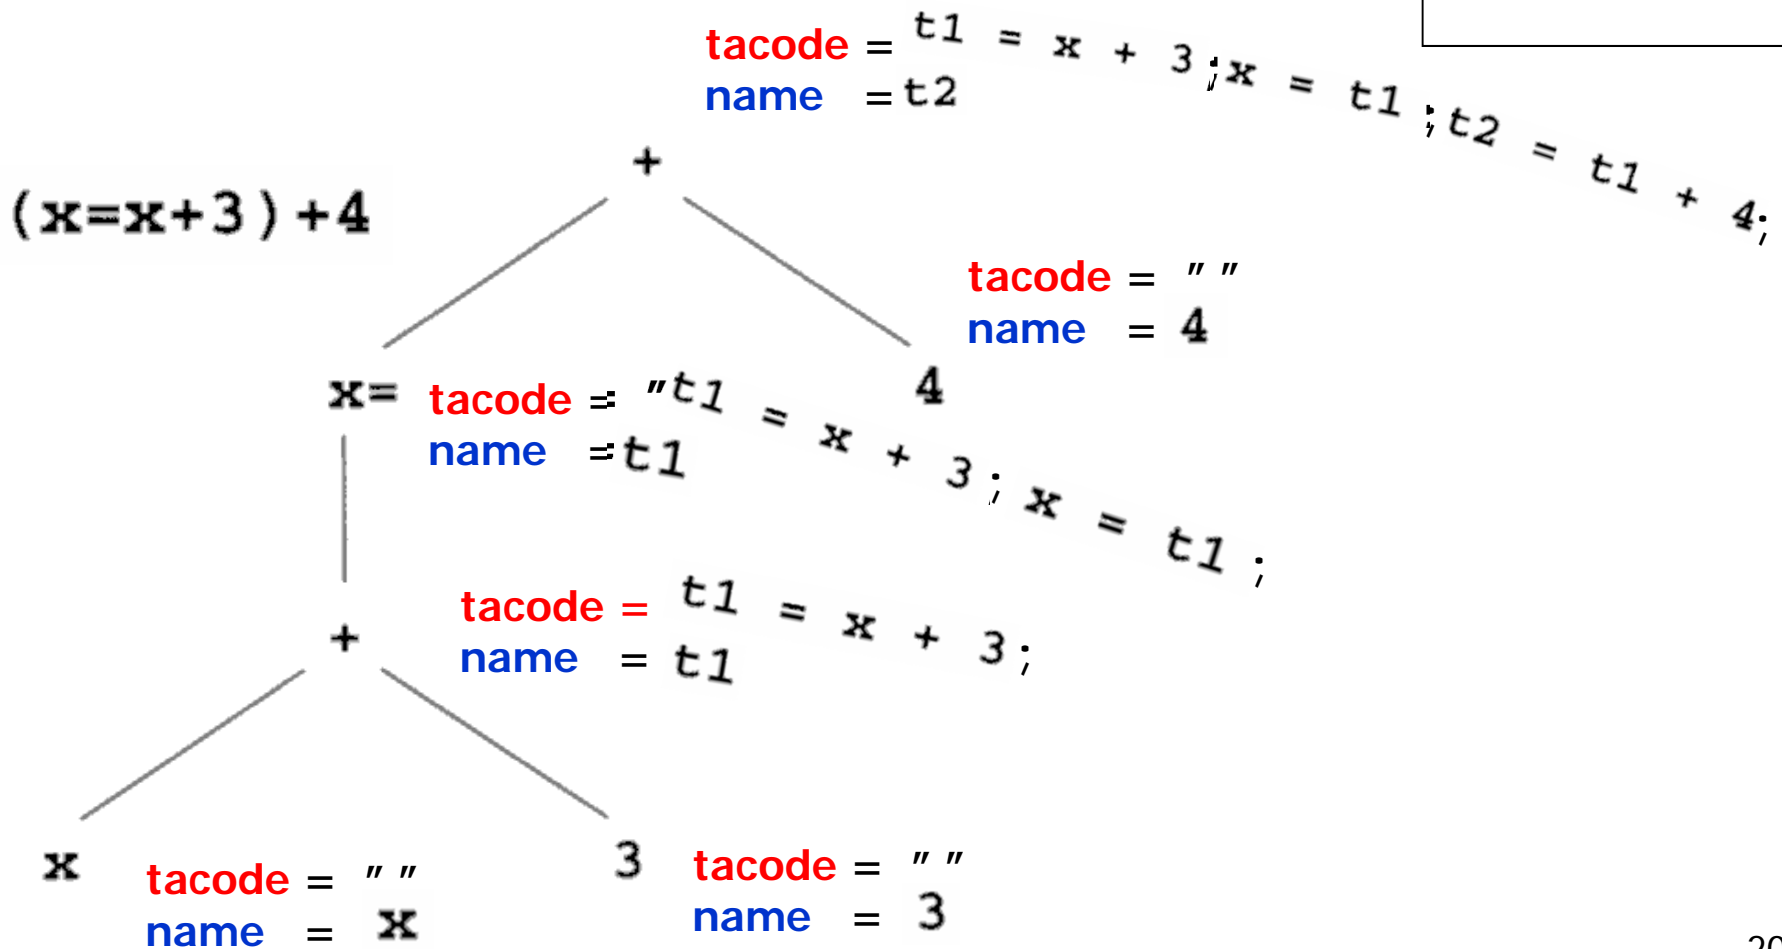 tacode = t1 = x + 3;x = t1 ;t2 = t1 + 4;
name = t2
+
(x=x+3)+4
tacode = ""
name = 4
4
x=
tacode = "t1 = x + 3; x = t1 ;
name = t1
+
tacode = t1 = x + 3;
name = t1
x
tacode = ""
name = x
3
tacode = ""
name = 3